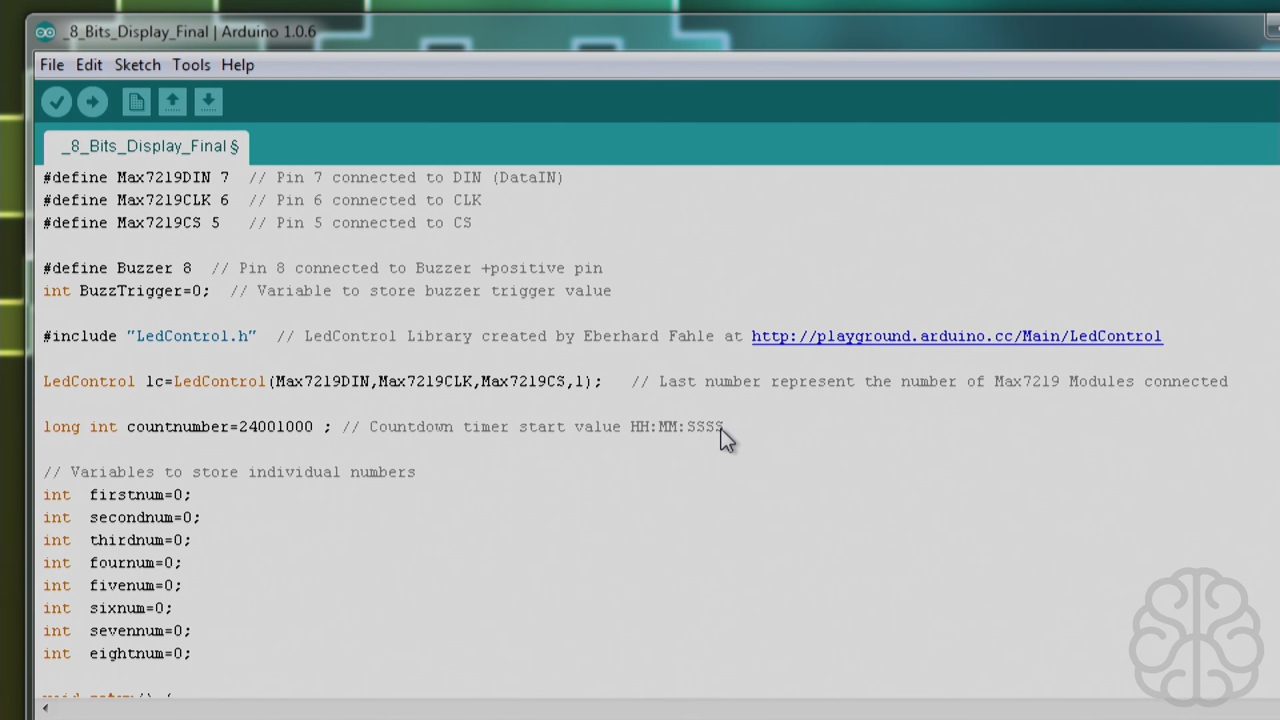 _8_Bits_Display_Final | Arduino 1.0.6
File Edit Sketch Tools Help
_8_Bits_Display_Final §
#define Max7219DIN 7  // Pin 7 connected to DIN (DataIN)
#define Max7219CLK 6  // Pin 6 connected to CLK
#define Max7219CS 5   // Pin 5 connected to CS
#define Buzzer 8  // Pin 8 connected to Buzzer +positive pin
int BuzzTrigger=0;  // Variable to store buzzer trigger value
#include "LedControl.h"  // LedControl Library created by Eberhard Fahle at http://playground.arduino.cc/Main/LedControl
LedControl lc=LedControl(Max7219DIN,Max7219CLK,Max7219CS,1);   // Last number represent the number of Max7219 Modules connected
long int countnumber=24001000 ; // Countdown timer start value HH:MM:SSSS
// Variables to store individual numbers
int  firstnum=0;
int  secondnum=0;
int  thirdnum=0;
int  fournum=0;
int  fivenum=0;
int  sixnum=0;
int  sevennum=0;
int  eightnum=0;